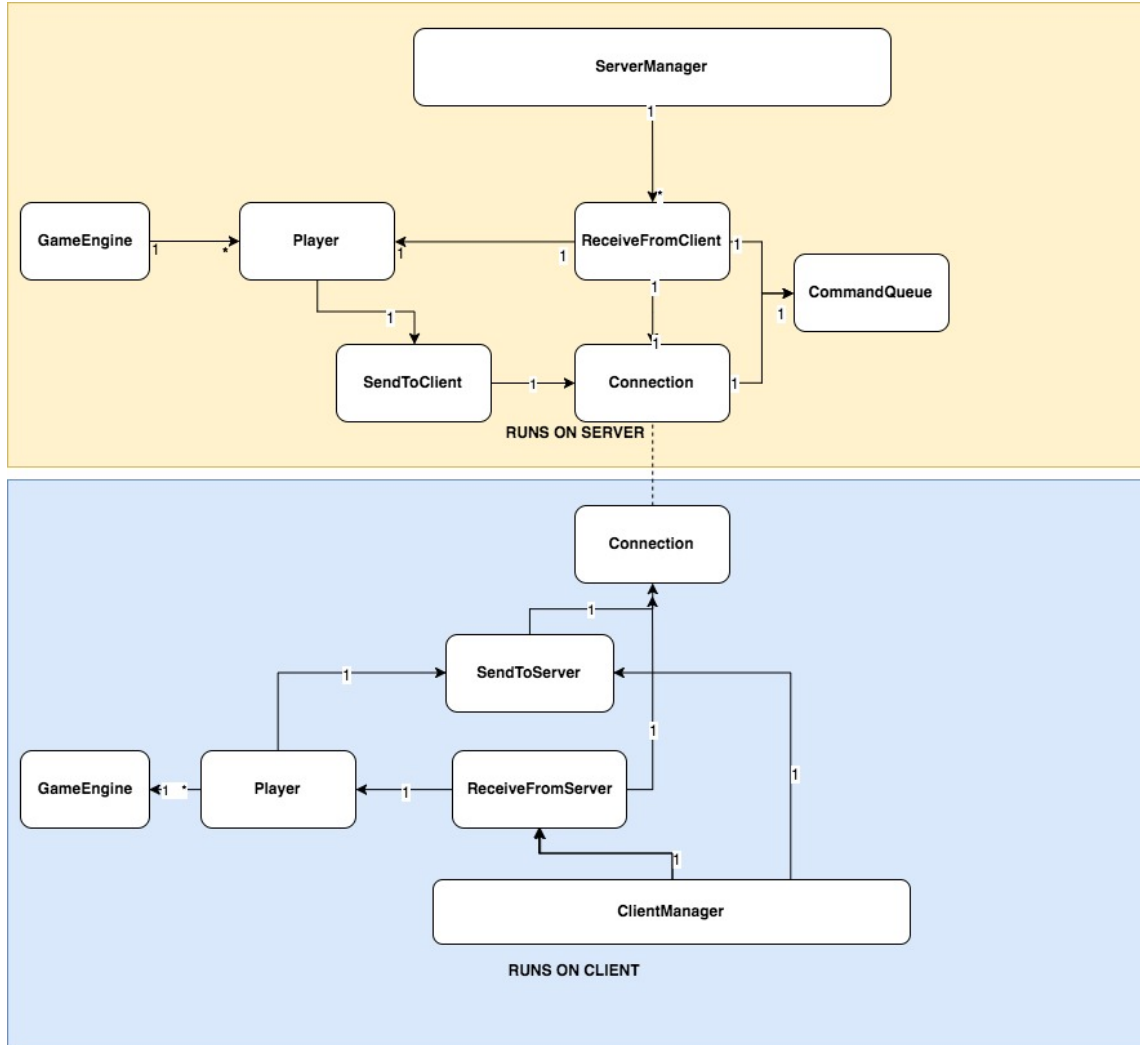 ServerManager
1
*
GameEngine
1
*
Player
1
1
ReceiveFromClient
1
1
CommandQueue
1
1
1
SendToClient
1
Connection
1
RUNS ON SERVER
Connection
1
SendToServer
1
1
1
GameEngine
1 *
Player
1
ReceiveFromServer
1
ClientManager
RUNS ON CLIENT